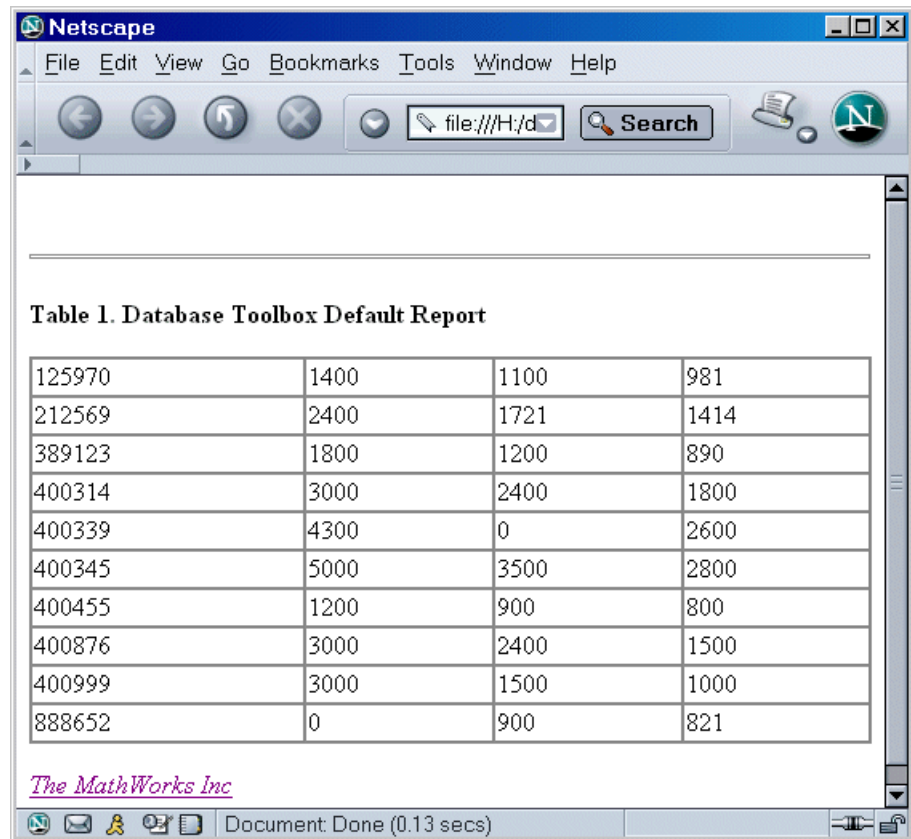 Netscape
File Edit View Go Bookmarks Tools Window Help
file:///H:/d Search N
Table 1. Database Toolbox Default Report
125970 1400 1100 981
212569 2400 1721 1414
389123 1800 1200 890
400314 3000 2400 1800
400339 4300 0 2600
400345 5000 3500 2800
400455 1200 900 800
400876 3000 2400 1500
400999 3000 1500 1000
888652 0 900 821
The MathWorks Inc
Document: Done (0.13 secs)